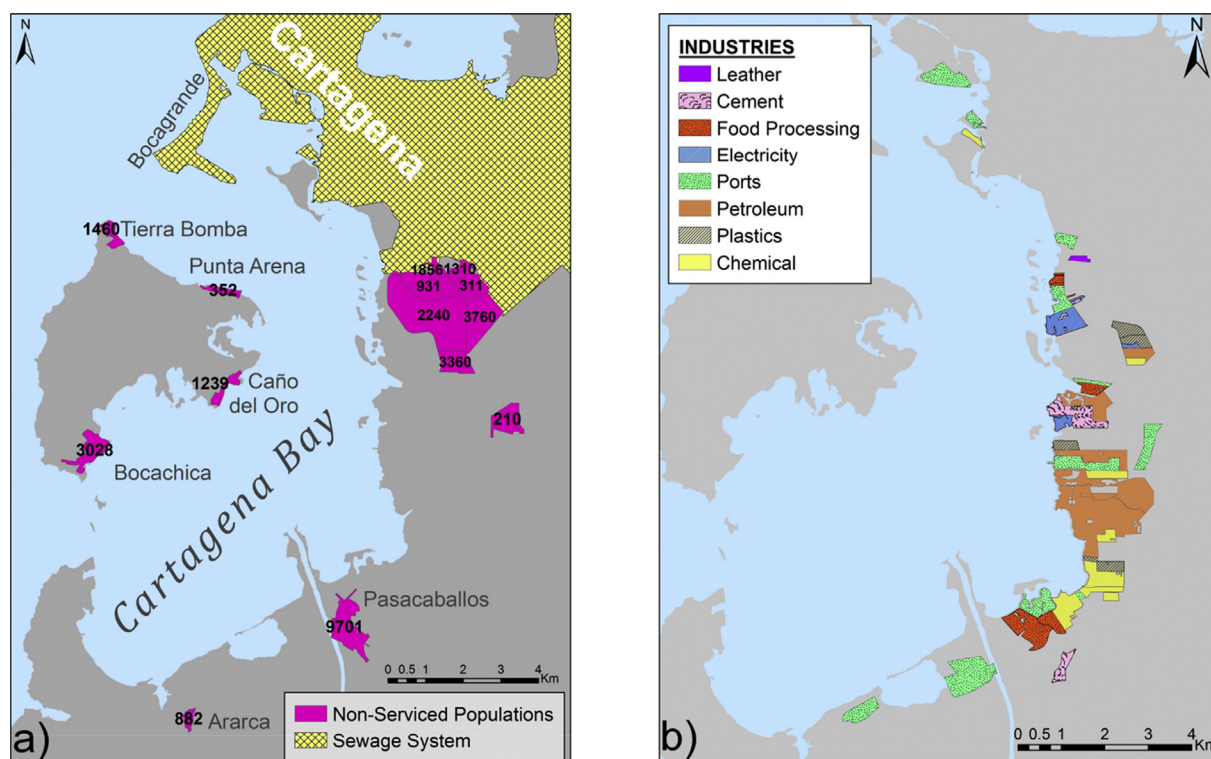 N
Cartagena
Bocagrande
1460 Tierra Bomba
Punta Arena
352
1856 1310
931 311
2240 3760
3360
1239 Caño
del Oro
210
3028
Bocachica
Cartagena Bay
Pasacaballos
9701
0 0.5 1 2 3 4
Km
882 Ararca
Non-Serviced Populations
Sewage System
a)
N
INDUSTRIES
Leather
Cement
Food Processing
Electricity
Ports
Petroleum
Plastics
Chemical
0 0.5 1 2 3 4
Km
b)